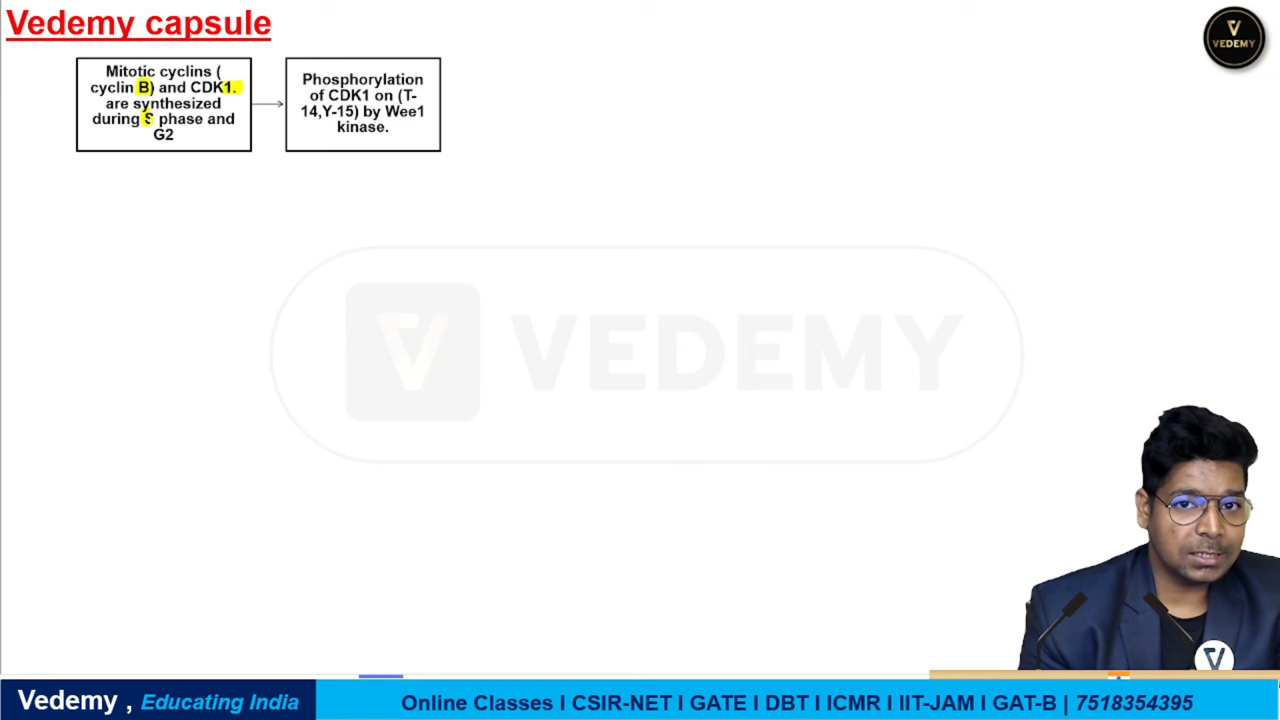 Vedemy capsule
VEDEMY
Mitotic cyclins (
cyclin B) and CDK1.
are synthesized
during S phase and
G2
Phosphorylation
of CDK1 on (T-
14,Y-15) by Wee1
kinase.
VEDEMY
Vedemy , Educating India
Online Classes I CSIR-NET I GATE I DBT I ICMR I IIT-JAM I GAT-B | 7518354395